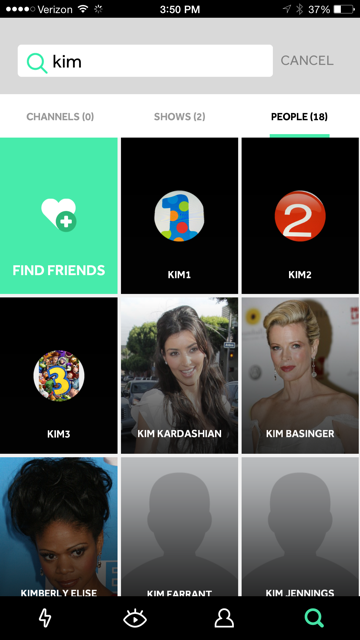 Verizon 3:50 PM 37%
kim CANCEL
CHANNELS (0) SHOWS (2) PEOPLE (18)
FIND FRIENDS
1
KIM1
2
KIM2
3
KIM3
KIM KARDASHIAN
KIM BASINGER
KIMBERLY ELISE
KIM FARRANT
KIM JENNINGS